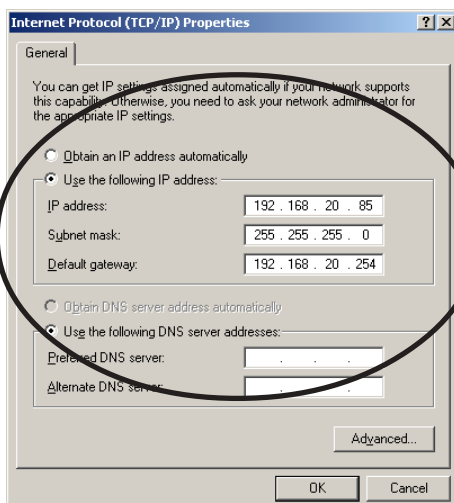 Internet Protocol (TCP/IP) Properties
General
You can get IP settings assigned automatically if your network supports
this capability. Otherwise, you need to ask your network administrator for
the appropriate IP settings.
Obtain an IP address automatically
Use the following IP address:
IP address: 192 . 168 . 20 . 85
Subnet mask: 255 . 255 . 255 . 0
Default gateway: 192 . 168 . 20 . 254
Obtain DNS server address automatically
Use the following DNS server addresses:
Preferred DNS server: . . .
Alternate DNS server: . . .
Advanced...
OK Cancel